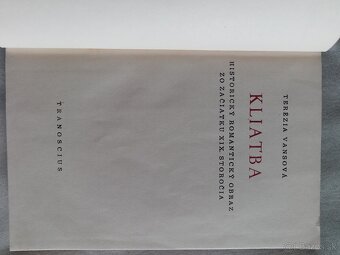 TERÉZIA VANSOVÁ
KLIATBA
HISTORICKÝ ROMANTICKÝ OBRAZ
ZO ZAČIATKU XIX. STOROČIA
TRANOSCIUS